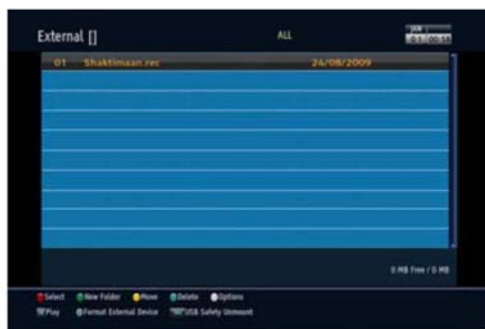 External [] ALL JAN
01 Shaktimaan.rec 24/08/2009
0 MB Free / 0 MB
Select New Folder Move Delete Options
Play Format External Device USB Safety Unmount